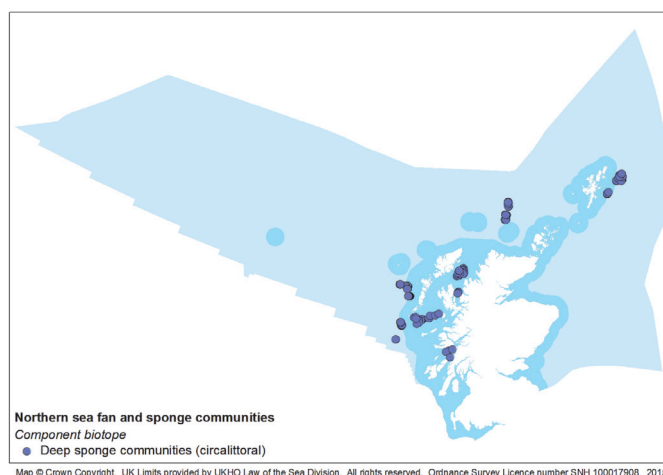 Northern sea fan and sponge communities
Component biotope
Deep sponge communities (circalittoral)
Map © Crown Copyright. UK Limits provided by UKHO Law of the Sea Division. All rights reserved. Ordnance Survey Licence number SNH 100017908